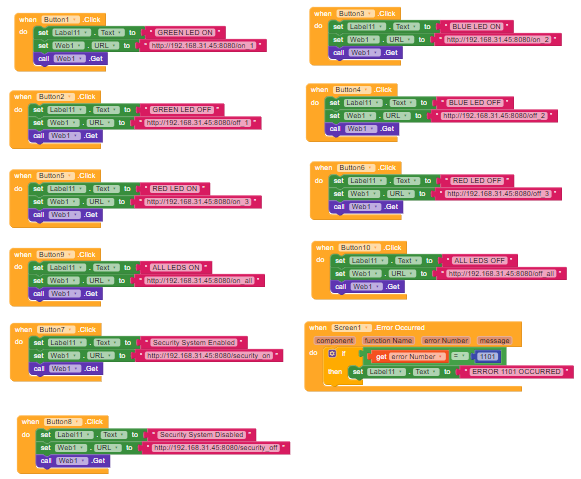 when Button1 .Click
do set Label11 . Text to " GREEN LED ON "
set Web1 . URL to " http://192.168.31.45:8080/on_1 "
call Web1 .Get
when Button3 .Click
do set Label11 . Text to " BLUE LED ON "
set Web1 . URL to " http://192.168.31.45:8080/on_2 "
call Web1 .Get
when Button2 .Click
do set Label11 . Text to " GREEN LED OFF "
set Web1 . URL to " http://192.168.31.45:8080/off_1 "
call Web1 .Get
when Button4 .Click
do set Label11 . Text to " BLUE LED OFF "
set Web1 . URL to " http://192.168.31.45:8080/off_2 "
call Web1 .Get
when Button5 .Click
do set Label11 . Text to " RED LED ON "
set Web1 . URL to " http://192.168.31.45:8080/on_3 "
call Web1 .Get
when Button6 .Click
do set Label11 . Text to " RED LED OFF "
set Web1 . URL to " http://192.168.31.45:8080/off_3 "
call Web1 .Get
when Button9 .Click
do set Label11 . Text to " ALL LEDS ON "
set Web1 . URL to " http://192.168.31.45:8080/on_all "
call Web1 .Get
when Button10 .Click
do set Label11 . Text to " ALL LEDS OFF "
set Web1 . URL to " http://192.168.31.45:8080/off_all "
call Web1 .Get
when Button7 .Click
do set Label11 . Text to " Security System Enabled "
set Web1 . URL to " http://192.168.31.45:8080/security_on "
call Web1 .Get
when Screen1 .Error Occurred
component function Name error Number message
do if get error Number = 1101
then set Label11 . Text to " ERROR 1101 OCCURRED "
when Button8 .Click
do set Label11 . Text to " Security System Disabled "
set Web1 . URL to " http://192.168.31.45:8080/security_off "
call Web1 .Get